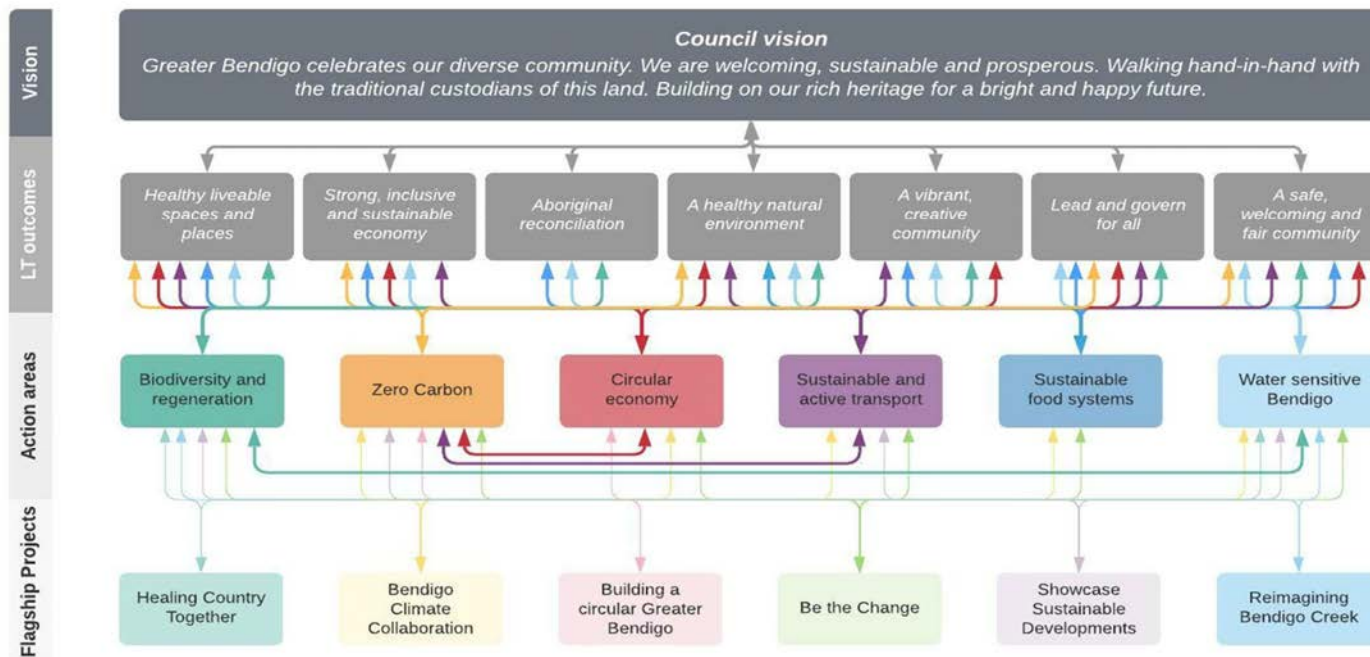 Vision
Council vision
Greater Bendigo celebrates our diverse community. We are welcoming, sustainable and prosperous. Walking hand-in-hand with
the traditional custodians of this land. Building on our rich heritage for a bright and happy future.
LT outcomes
Healthy liveable
spaces and
places
Strong, inclusive
and sustainable
economy
Aboriginal
reconciliation
A healthy natural
environment
A vibrant,
creative
community
Lead and govern
for all
A safe,
welcoming and
fair community
Action areas
Biodiversity and
regeneration
Zero Carbon
Circular
economy
Sustainable and
active transport
Sustainable
food systems
Water sensitive
Bendigo
Flagship Projects
Healing Country
Together
Bendigo
Climate
Collaboration
Building a
circular Greater
Bendigo
Be the Change
Showcase
Sustainable
Developments
Reimagining
Bendigo Creek